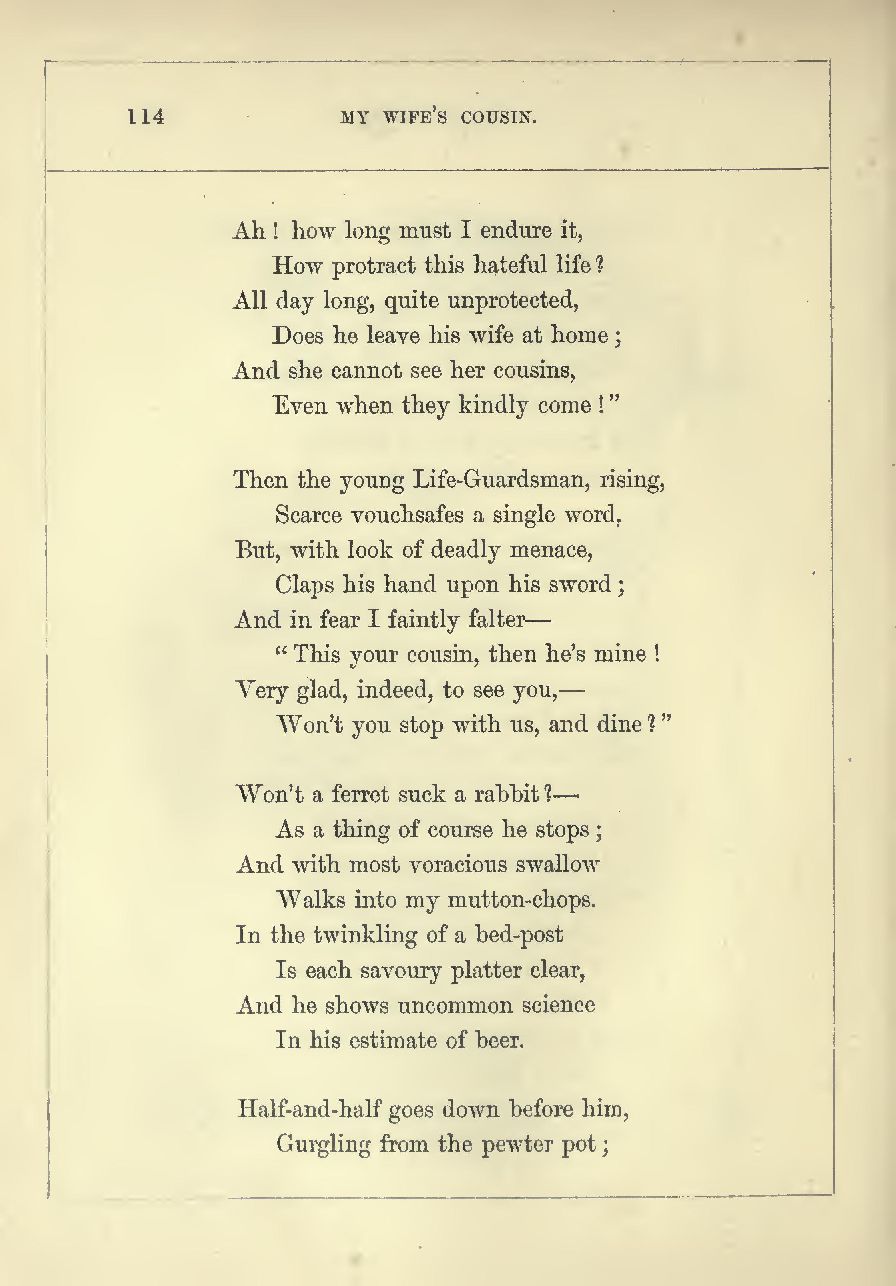 114 MY WIFE'S COUSIN.
Ah! how long must I endure it,
How protract this hateful life?
All day long, quite unprotected,
Does he leave his wife at home;
And she cannot see her cousins,
Even when they kindly come!”
Then the young Life-Guardsman, rising,
Scarce vouchsafes a single word,
But, with look of deadly menace,
Claps his hand upon his sword;
And in fear I faintly falter—
“This your cousin, then he's mine!
Very glad, indeed, to see you,—
Won't you stop with us, and dine?”
Won't a ferret suck a rabbit?—
As a thing of course he stops;
And with most voracious swallow
Walks into my mutton-chops.
In the twinkling of a bed-post
Is each savoury platter clear,
And he shows uncommon science
In his estimate of beer.
Half-and-half goes down before him,
Gurgling from the pewter pot;